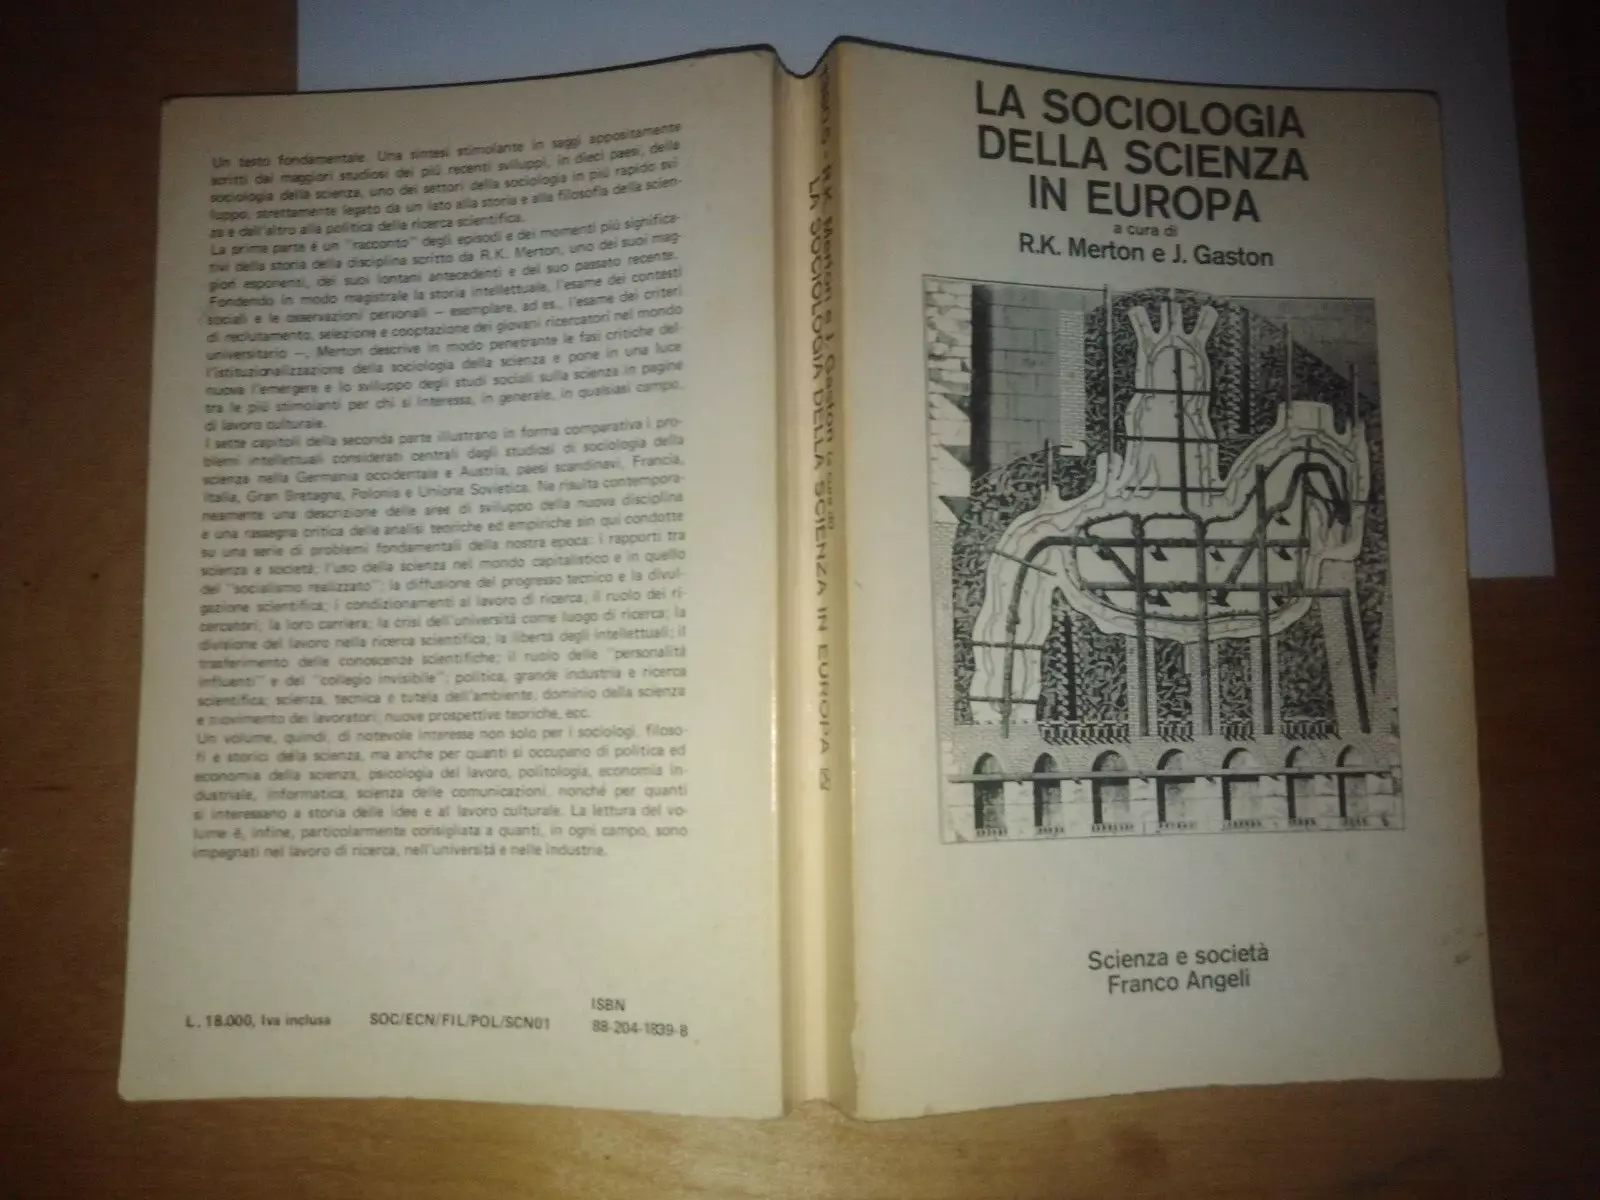 Un testo fondamentale. Una sintesi stimolante in saggi appositamente
scritti dai maggiori studiosi dei più recenti sviluppi, in dieci paesi, della
sociologia della scienza, uno dei settori della sociologia in più rapido svi-
luppo, strettamente legato da un lato alla storia e alla filosofia della scien-
za e dall'altro alla politica della ricerca scientifica.
La prima parte è un "racconto" degli episodi e dei momenti più significa-
tivi della storia della disciplina scritto da R.K. Merton, uno dei suoi mag-
giori esponenti, dei suoi lontani antecedenti e del suo passato recente.
Fondendo in modo magistrale la storia intellettuale, l'esame dei contesti
sociali e le osservazioni personali — esemplare, ad es., l'esame dei criteri
di reclutamento, selezione e cooptazione dei giovani ricercatori nel mondo
universitario —, Merton descrive in modo penetrante le fasi critiche del-
l'istituzionalizzazione della sociologia della scienza e pone in una luce
nuova l'emergere e lo sviluppo degli studi sociali sulla scienza in pagine
tra le più stimolanti per chi si interessa, in generale, in qualsiasi campo,
di lavoro culturale.
I sette capitoli della seconda parte illustrano in forma comparativa i pro-
blemi intellettuali considerati centrali dagli studiosi di sociologia della
scienza nella Germania occidentale e Austria, paesi scandinavi, Francia,
Italia, Gran Bretagna, Polonia e Unione Sovietica. Ne risulta contempora-
neamente una descrizione delle aree di sviluppo della nuova disciplina
e una rassegna critica delle analisi teoriche ed empiriche sin qui condotte
su una serie di problemi fondamentali della nostra epoca: i rapporti tra
scienza e società; l'uso della scienza nel mondo capitalistico e in quello
del "socialismo realizzato"; la diffusione del progresso tecnico e la divul-
gazione scientifica; i condizionamenti al lavoro di ricerca; il ruolo dei ri-
cercatori, la loro carriera; la crisi dell'università come luogo di ricerca; la
divisione del lavoro nella ricerca scientifica; la libertà degli intellettuali; il
trasferimento delle conoscenze scientifiche; il ruolo delle "personalità
influenti" e del "collegio invisibile"; politica, grande industria e ricerca
scientifica; scienza, tecnica e tutela dell'ambiente; dominio della scienza
e movimento dei lavoratori; nuove prospettive teoriche, ecc.
Un volume, quindi, di notevole interesse non solo per i sociologi, filoso-
fi e storici della scienza, ma anche per quanti si occupano di politica ed
economia della scienza, psicologia del lavoro, politologia, economia in-
dustriale, informatica, scienza delle comunicazioni, nonché per quanti
si interessano a storia delle idee e al lavoro culturale. La lettura del vo-
lume è, infine, particolarmente consigliata a quanti, in ogni campo, sono
impegnati nel lavoro di ricerca, nell'università e nelle industrie.
L. 18.000, Iva inclusa
SOC/ECN/FIL/POL/SCN01
ISBN
88-204-1839-8
R.K. Merton e J. Gaston (a cura di)
LA SOCIOLOGIA DELLA SCIENZA IN EUROPA
LA SOCIOLOGIA
DELLA SCIENZA
IN EUROPA
a cura di
R.K. Merton e J. Gaston
Scienza e società
Franco Angeli